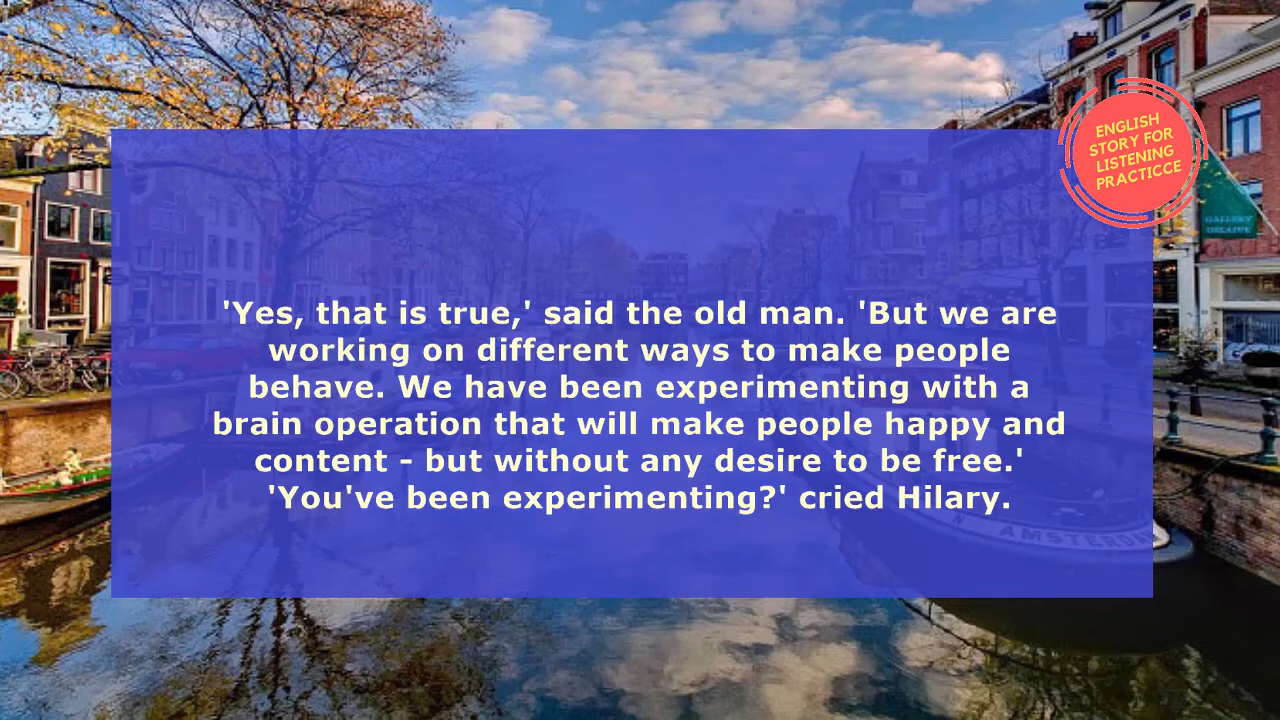 ENGLISH
STORY FOR
LISTENING
PRACTICCE
GALLERY
'Yes, that is true,' said the old man. 'But we are
working on different ways to make people
behave. We have been experimenting with a
brain operation that will make people happy and
content - but without any desire to be free.'
'You've been experimenting?' cried Hilary.
AMSTERDAM